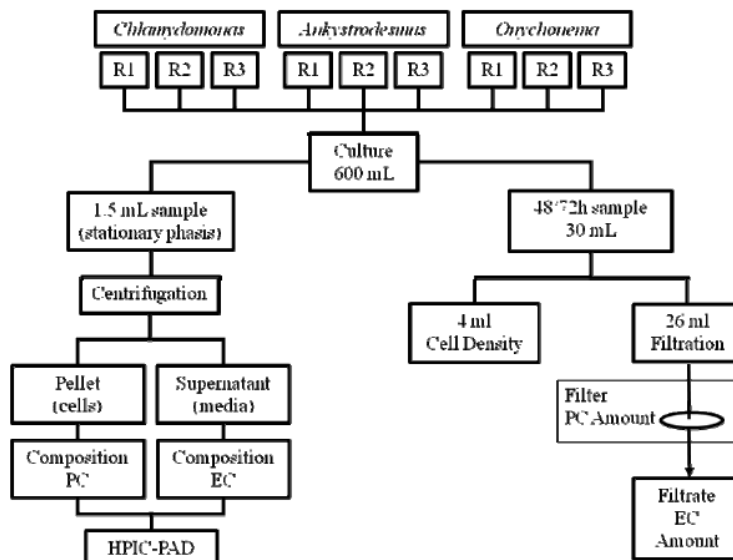 Chlamydomonas Ankystrodesmus Onychonema
R1 R2 R3 R1 R2 R3 R1 R2 R3
Culture
600 mL
1.5 mL sample
(stationary phasis)
48/72h sample
30 mL
Centrifugation
4 ml
Cell Density
26 ml
Filtration
Pellet
(cells)
Supernatant
(media)
Filter
PC Amount
Composition
PC
Composition
EC
Filtrate
EC
Amount
HPIC-PAD